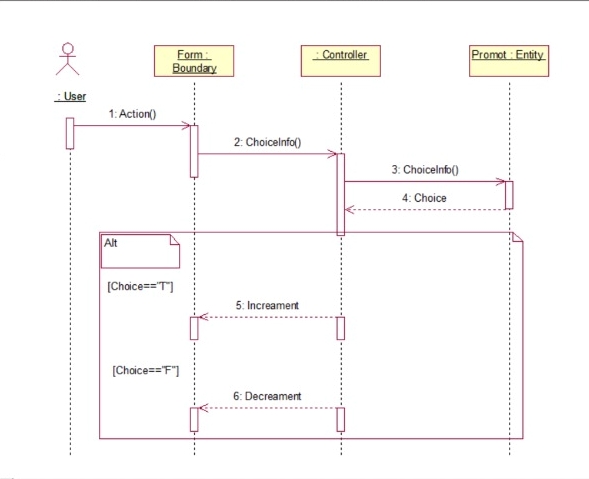 Form :
Boundary
: Controller
Promot : Entity
: User
1: Action()
2: ChoiceInfo()
3: ChoiceInfo()
4: Choice
Alt
[Choice=="T"]
5: Increament
[Choice=="F"]
6: Decreament